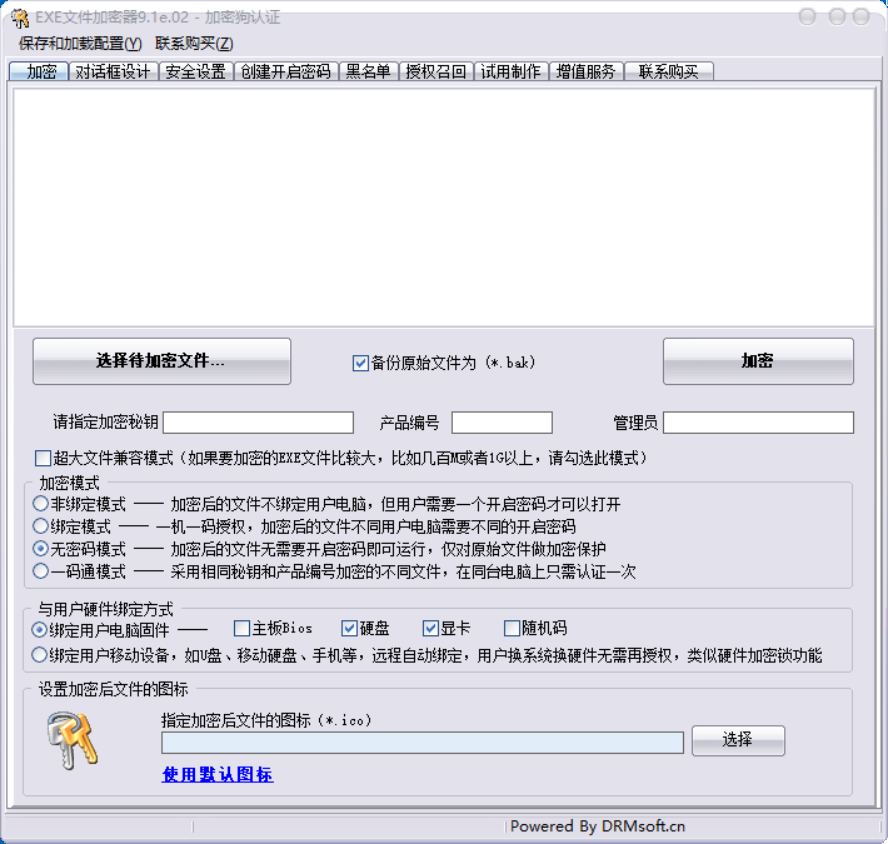 EXE文件加密器9.1e.02 - 加密狗认证
保存和加载配置(Y) 联系购买(Z)
加密 对话框设计 安全设置 创建开启密码 黑名单 授权召回 试用制作 增值服务 联系购买
选择待加密文件... 备份原始文件为 (*.bak) 加密
请指定加密秘钥 产品编号 管理员
超大文件兼容模式（如果要加密的EXE文件比较大，比如几百M或者1G以上，请勾选此模式）
加密模式
非绑定模式 —— 加密后的文件不绑定用户电脑，但用户需要一个开启密码才可以打开
绑定模式 —— 一机一码授权，加密后的文件不同用户电脑需要不同的开启密码
无密码模式 —— 加密后的文件无需要开启密码即可运行，仅对原始文件做加密保护
一码通模式 —— 采用相同秘钥和产品编号加密的不同文件，在同台电脑上只需认证一次
与用户硬件绑定方式
绑定用户电脑固件 —— 主板Bios 硬盘 显卡 随机码
绑定用户移动设备，如U盘、移动硬盘、手机等，远程自动绑定，用户换系统换硬件无需再授权，类似硬件加密锁功能
设置加密后文件的图标
指定加密后文件的图标 (*.ico)
选择
使用默认图标
Powered By DRMsoft.cn